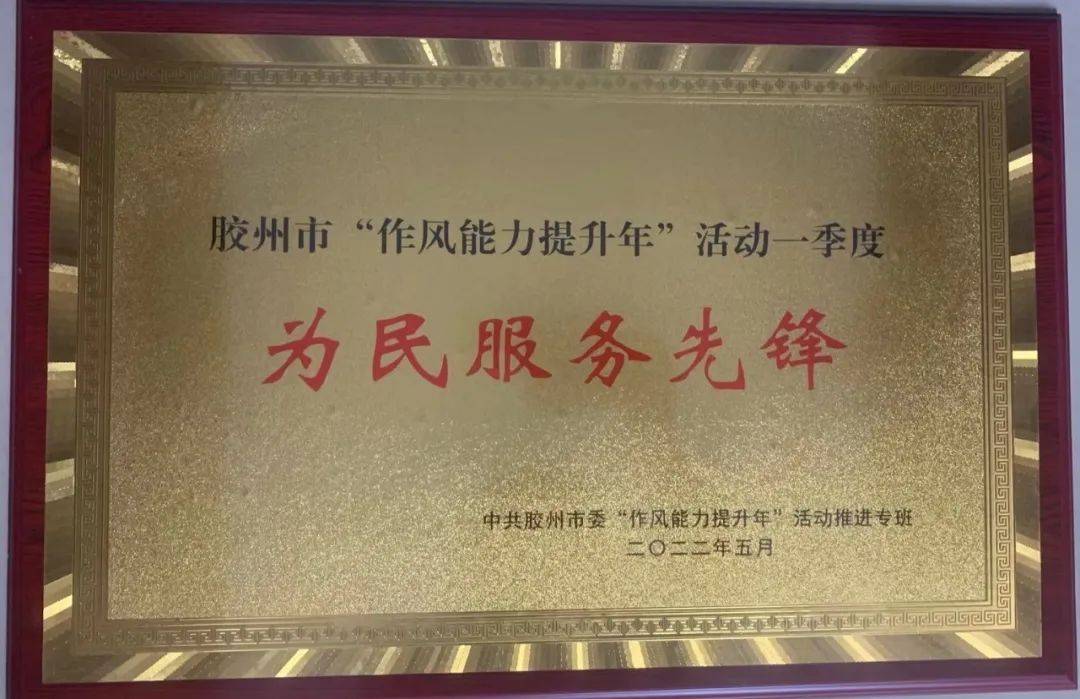 胶州市“作风能力提升年”活动一季度
为民服务先锋
中共胶州市委“作风能力提升年”活动推进专班
二〇二二年五月